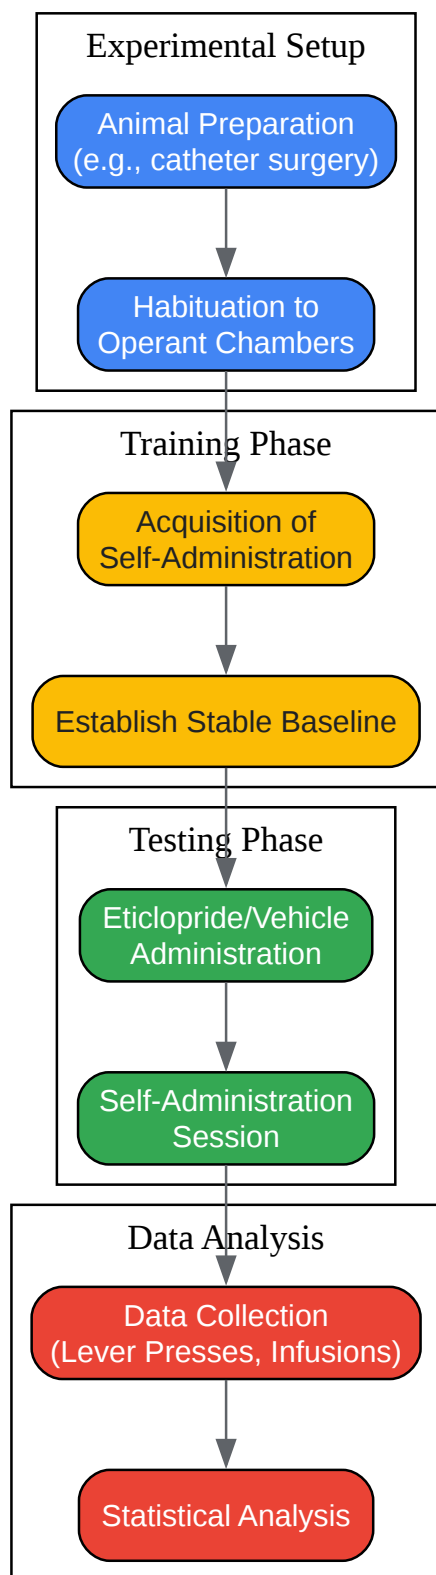 Experimental Setup
Animal Preparation
(e.g., catheter surgery)
Habituation to
Operant Chambers
Training Phase
Acquisition of
Self-Administration
Establish Stable Baseline
Testing Phase
Eticlopride/Vehicle
Administration
Self-Administration
Session
Data Analysis
Data Collection
(Lever Presses, Infusions)
Statistical Analysis